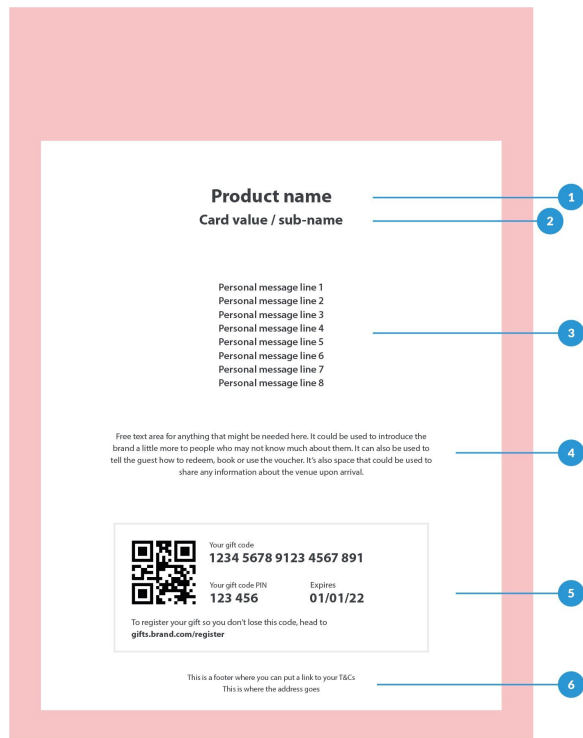 Product name
1
Card value / sub-name
2
Personal message line 1
Personal message line 2
Personal message line 3
Personal message line 4
Personal message line 5
Personal message line 6
Personal message line 7
Personal message line 8
3
Free text area for anything that might be needed here. It could be used to introduce the
brand a little more to people who may not know much about them. It can also be used to
tell the guest how to redeem, book or use the voucher. It's also space that could be used to
share any information about the venue upon arrival.
4
Your gift code
1234 5678 9123 4567 891
Your gift code PIN Expires
123 456 01/01/22
5
To register your gift so you don't lose this code, head to
gifts.brand.com/register
This is a footer where you can put a link to your T&Cs
This is where the address goes
6